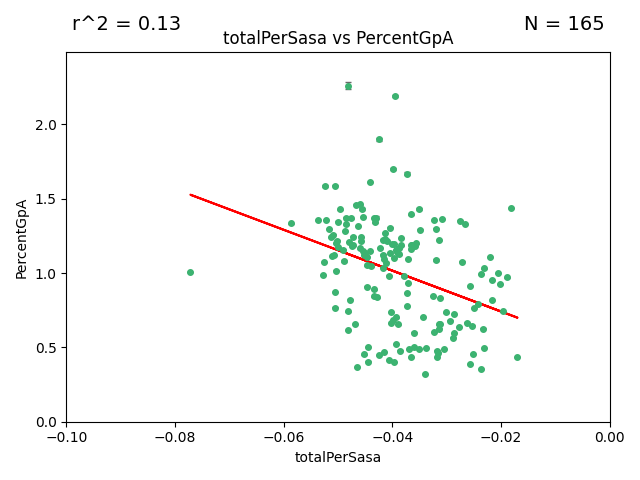 r^2 = 0.13
N = 165
totalPerSasa vs PercentGpA
PercentGpA
2.0
1.5
1.0
0.5
0.0
−0.10 −0.08 −0.06 −0.04 −0.02 0.00
totalPerSasa